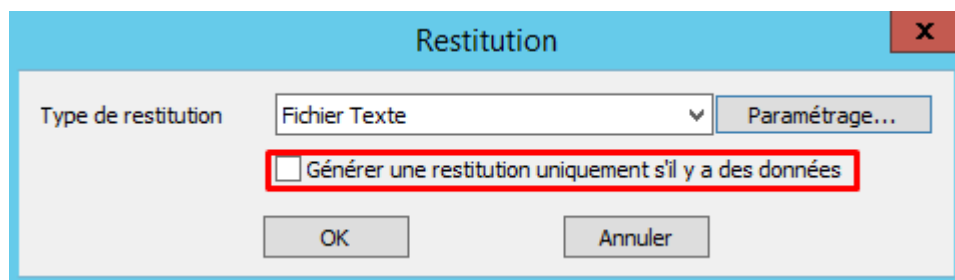 Restitution
x
Type de restitution Fichier Texte Paramétrage...
Générer une restitution uniquement s'il y a des données
OK Annuler